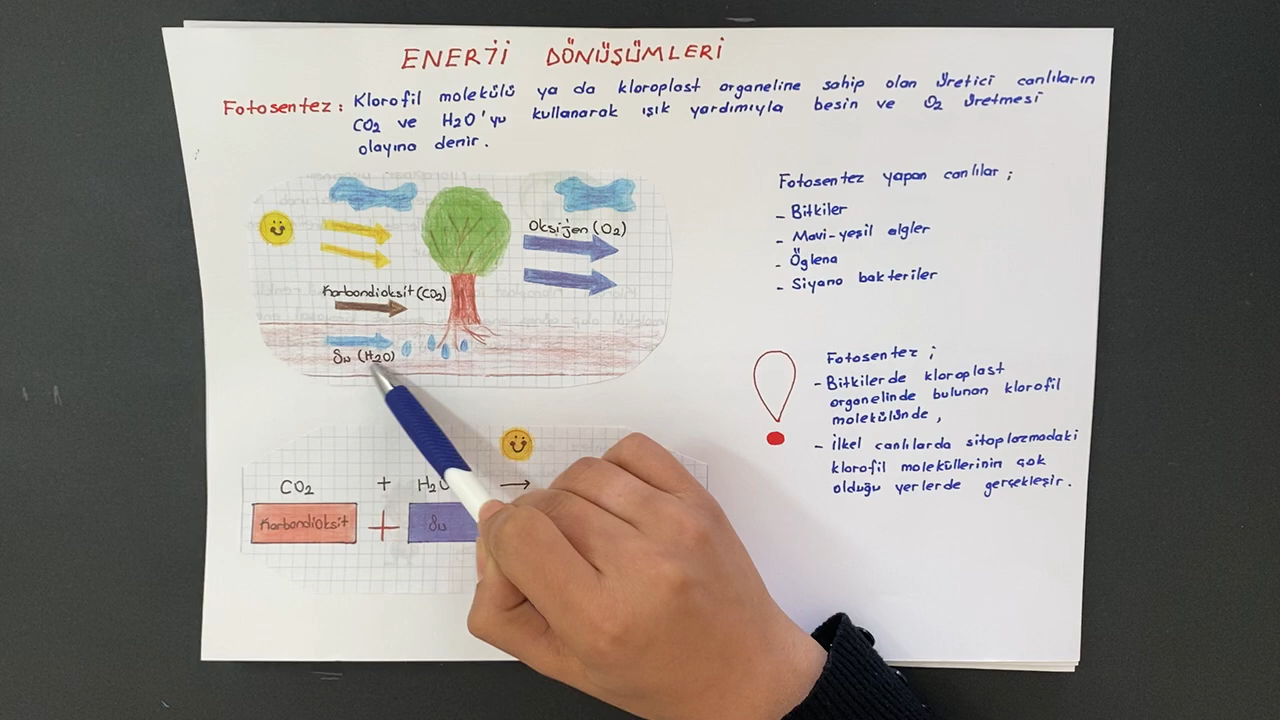 ENERJİ DÖNÜŞÜMLERİ
Fotosentez : Klorofil molekülü ya da kloroplast organeline sahip olan üretici canlıların
CO2 ve H2O'yu kullanarak ışık yardımıyla besin ve O2 üretmesi
olayına denir.
Oksijen (O2)
Karbondioksit (CO2)
Su (H2O)
CO2 + H2O →
Karbondioksit + Su
Fotosentez yapan canlılar ;
- Bitkiler
- Mavi-yeşil algler
- Öglena
- Siyano bakteriler
Fotosentez ;
- Bitkilerde kloroplast
organelinde bulunan klorofil
molekülünde,
- İlkel canlılarda sitoplazmadaki
klorofil moleküllerinin çok
olduğu yerlerde gerçekleşir.